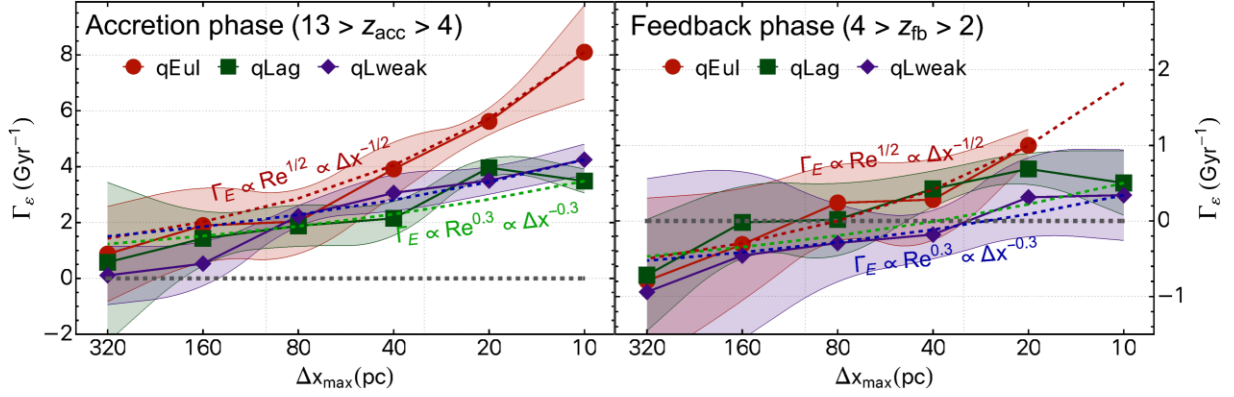 Accretion phase (13 > z_acc > 4)
qEul qLag qLweak
Γ_E ∝ Re^1/2 ∝ Δx^-1/2
Γ_E ∝ Re^0.3 ∝ Δx^-0.3
Γ_ε (Gyr^−1)
8
6
4
2
0
−2
320 160 80 40 20 10
Δx_max(pc)
Feedback phase (4 > z_fb > 2)
qEul qLag qLweak
Γ_E ∝ Re^1/2 ∝ Δx^-1/2
Γ_E ∝ Re^0.3 ∝ Δx^-0.3
2
1
0
−1
Γ_ε (Gyr^−1)
320 160 80 40 20 10
Δx_max(pc)